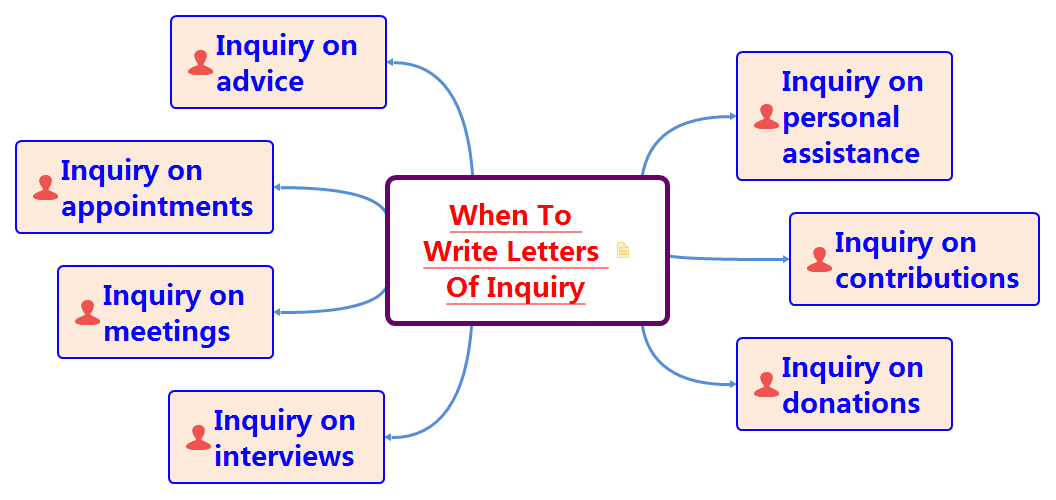 When To
Write Letters
Of Inquiry
Inquiry on
advice
Inquiry on
appointments
Inquiry on
meetings
Inquiry on
interviews
Inquiry on
personal
assistance
Inquiry on
contributions
Inquiry on
donations